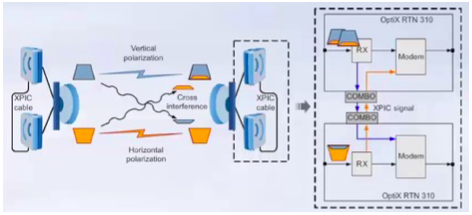 XPIC
cable
Vertical
polarization
Cross
interference
Horizontal
polarization
XPIC
cable
OptiX RTN 310
RX
Modem
COMBO
XPIC signal
COMBO
RX
Modem
OptiX RTN 310